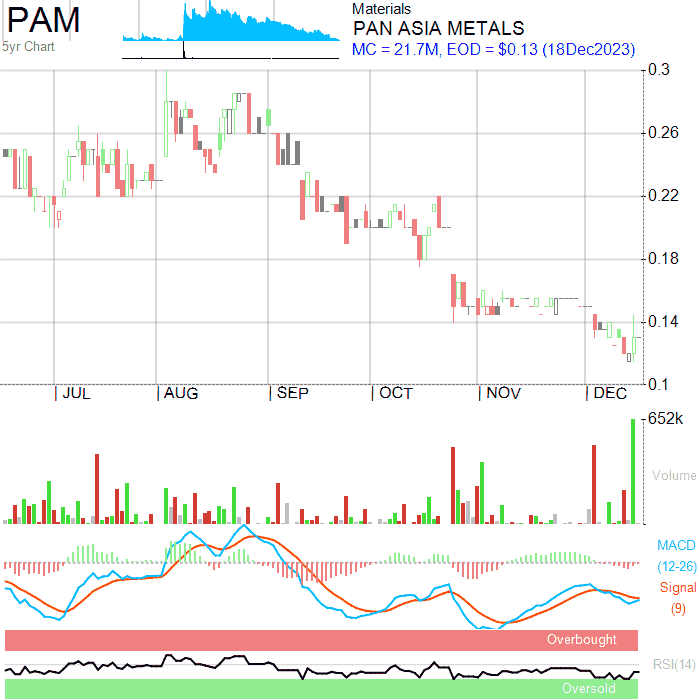 PAM
5yr Chart
Materials
PAN ASIA METALS
MC = 21.7M, EOD = $0.13 (18Dec2023)
0.3
0.26
0.22
0.18
0.14
0.1
JUL AUG SEP OCT NOV DEC
652k
Volume
MACD
(12-26)
Signal
(9)
Overbought
RSI(14)
Oversold